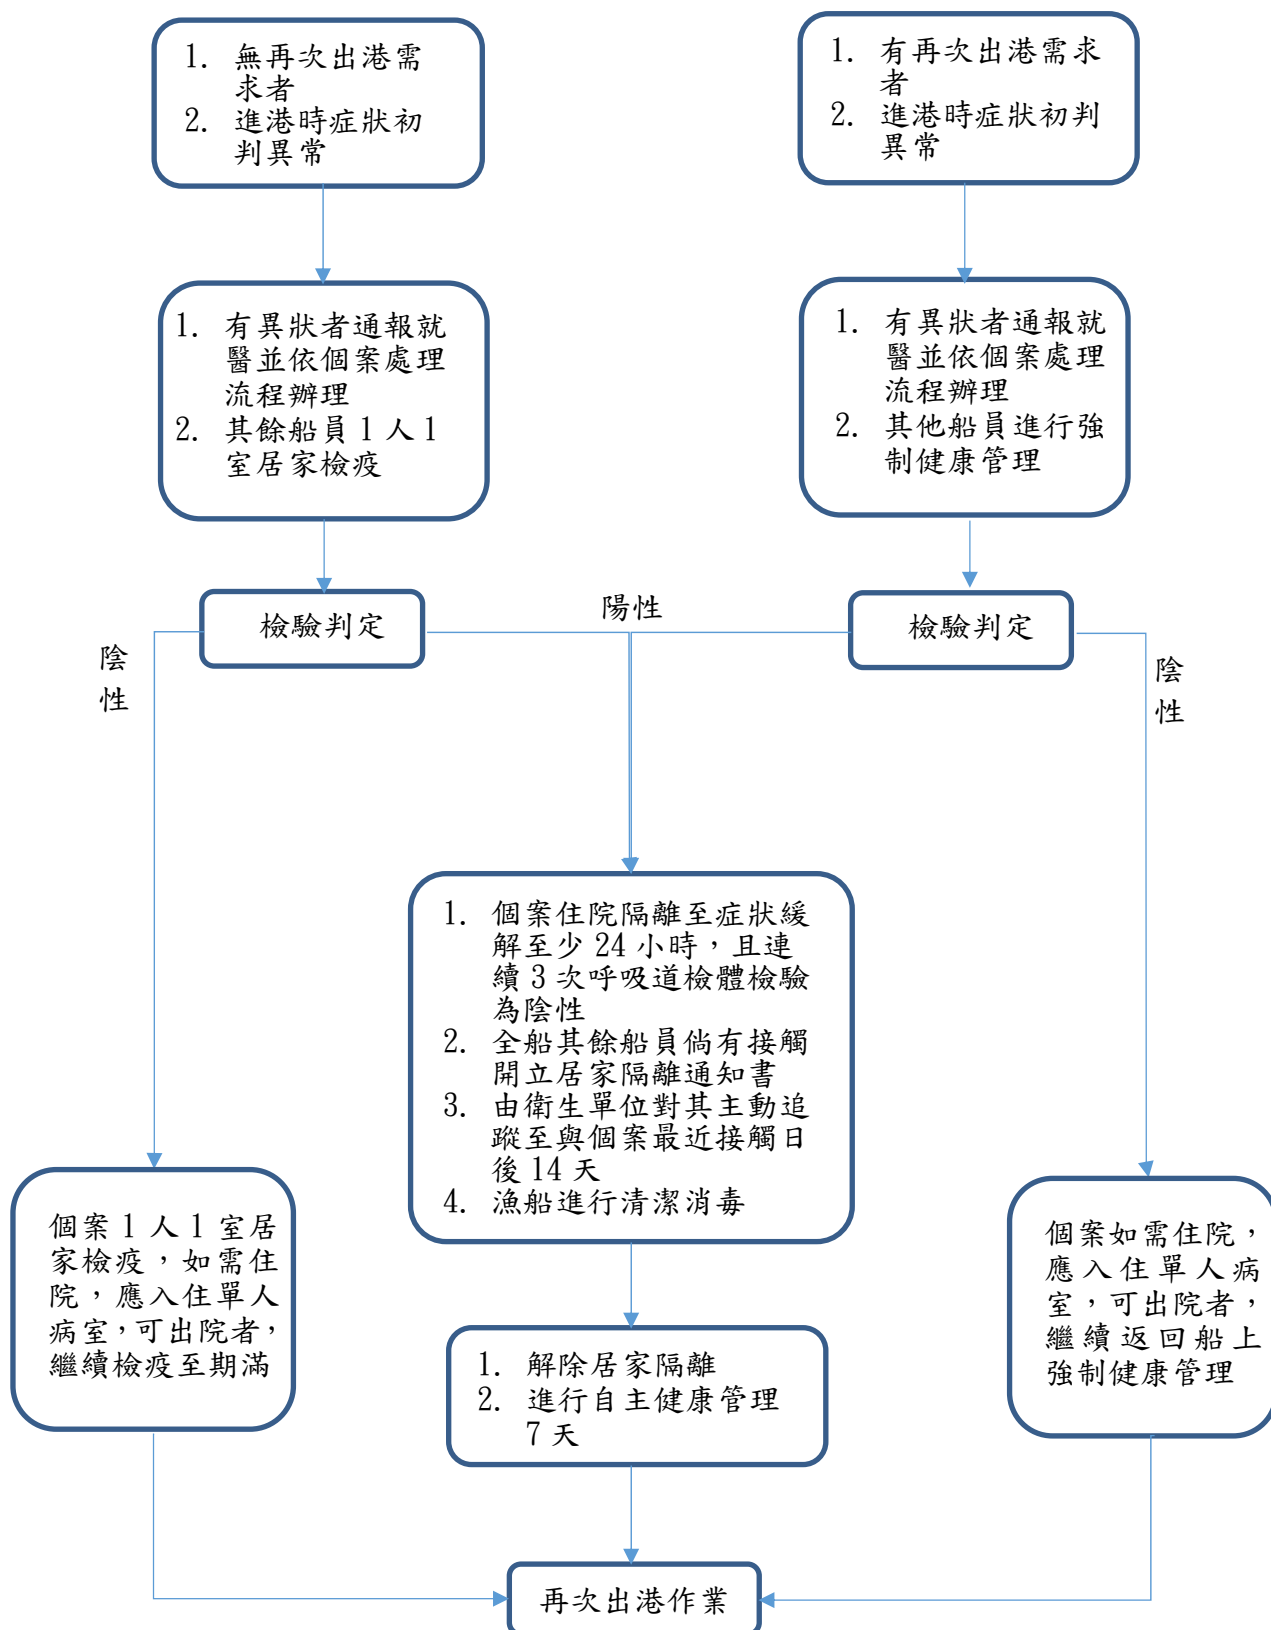 1. 無再次出港需
求者
2. 進港時症狀初
判異常
1. 有再次出港需求
者
2. 進港時症狀初判
異常
1. 有異狀者通報就
醫並依個案處理
流程辦理
2. 其餘船員1人1
室居家檢疫
1. 有異狀者通報就
醫並依個案處理
流程辦理
2. 其他船員進行強
制健康管理
檢驗判定
陽性
檢驗判定
陰
性
陰
性
1. 個案住院隔離至症狀緩
解至少24小時，且連
續3次呼吸道檢體檢驗
為陰性
2. 全船其餘船員倘有接觸
開立居家隔離通知書
3. 由衛生單位對其主動追
蹤至與個案最近接觸日
後14天
4. 漁船進行清潔消毒
個案1人1室居
家檢疫，如需住
院，應入住單人
病室，可出院者，
繼續檢疫至期滿
個案如需住院，
應入住單人病
室，可出院者，
繼續返回船上
強制健康管理
1. 解除居家隔離
2. 進行自主健康管理
7天
再次出港作業